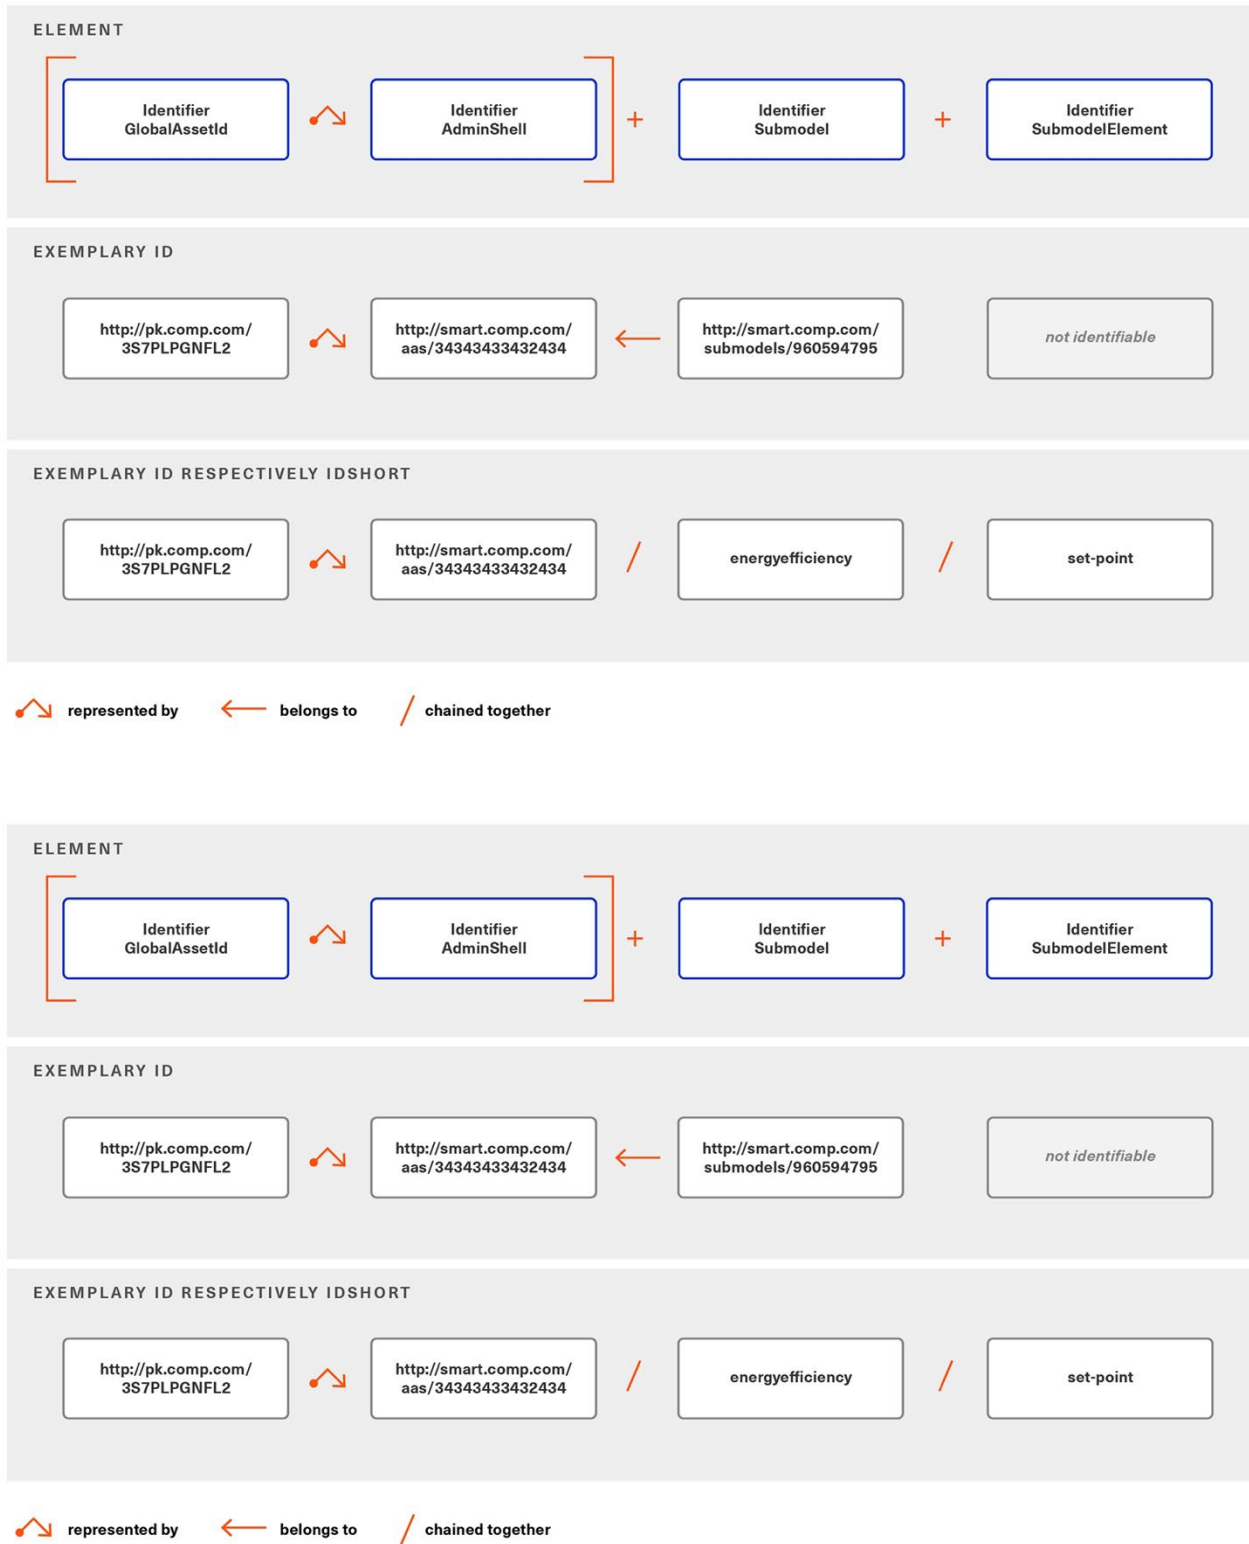 ELEMENT
Identifier
GlobalAssetId
Identifier
AdminShell
+
Identifier
Submodel
+
Identifier
SubmodelElement
EXEMPLARY ID
http://pk.comp.com/
3S7PLPGNFL2
http://smart.comp.com/
aas/34343433432434
http://smart.comp.com/
submodels/960594795
not identifiable
EXEMPLARY ID RESPECTIVELY IDSHORT
http://pk.comp.com/
3S7PLPGNFL2
http://smart.comp.com/
aas/34343433432434
/
energyefficiency
/
set-point
represented by
belongs to
/ chained together
ELEMENT
Identifier
GlobalAssetId
Identifier
AdminShell
+
Identifier
Submodel
+
Identifier
SubmodelElement
EXEMPLARY ID
http://pk.comp.com/
3S7PLPGNFL2
http://smart.comp.com/
aas/34343433432434
http://smart.comp.com/
submodels/960594795
not identifiable
EXEMPLARY ID RESPECTIVELY IDSHORT
http://pk.comp.com/
3S7PLPGNFL2
http://smart.comp.com/
aas/34343433432434
/
energyefficiency
/
set-point
represented by
belongs to
/ chained together